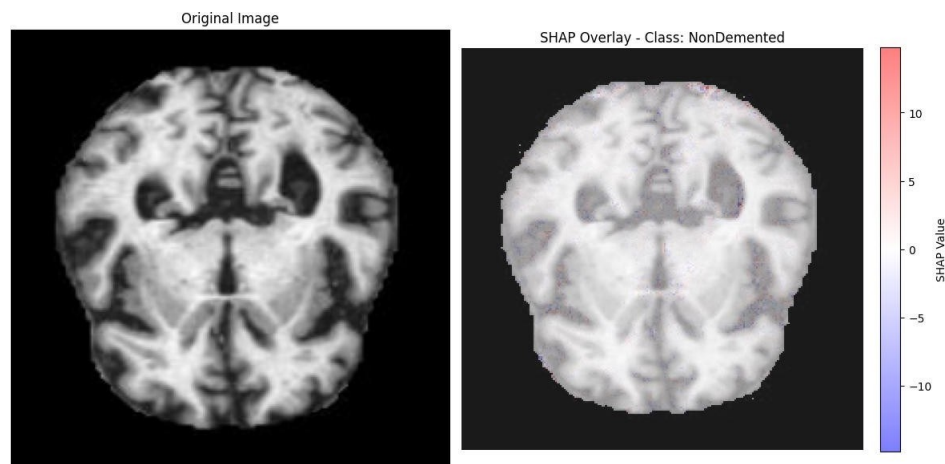 Original Image
SHAP Overlay - Class: NonDemented
10
5
0
−5
−10
SHAP Value